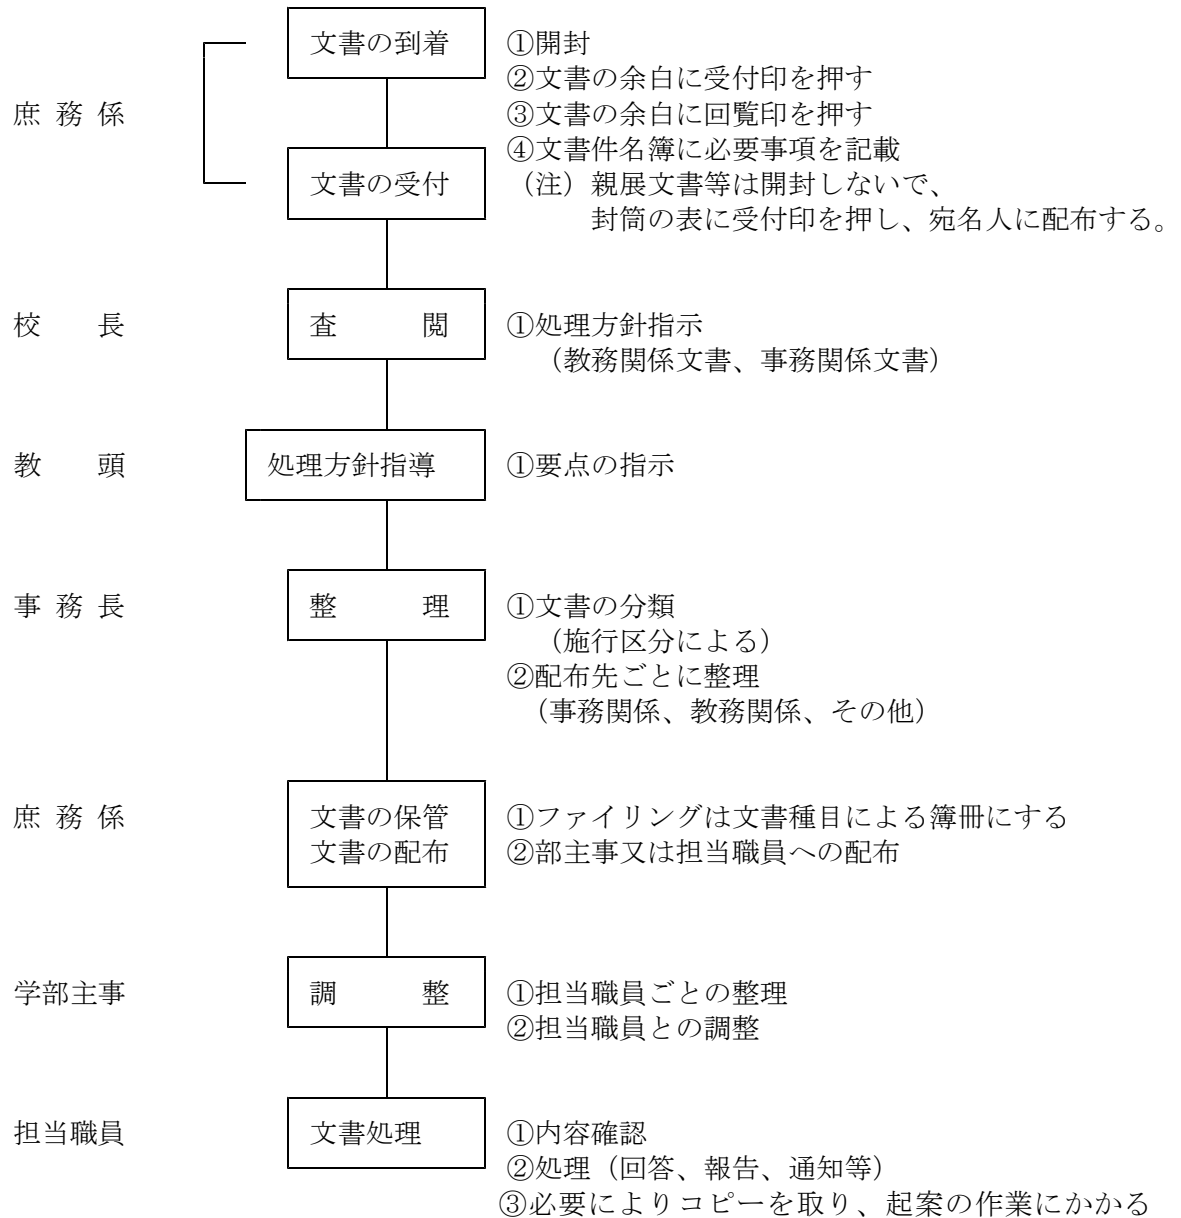 文書の到着 ①開封
②文書の余白に受付印を押す
庶務係 ③文書の余白に回覧印を押す
④文書件名簿に必要事項を記載
文書の受付 （注）親展文書等は開封しないで、
封筒の表に受付印を押し、宛名人に配布する。
校長 査閲 ①処理方針指示
（教務関係文書、事務関係文書）
教頭 処理方針指導 ①要点の指示
事務長 整理 ①文書の分類
（施行区分による）
②配布先ごとに整理
（事務関係、教務関係、その他）
庶務係 文書の保管 ①ファイリングは文書種目による簿冊にする
文書の配布 ②部主事又は担当職員への配布
学部主事 調整 ①担当職員ごとの整理
②担当職員との調整
担当職員 文書処理 ①内容確認
②処理（回答、報告、通知等）
③必要によりコピーを取り、起案の作業にかかる